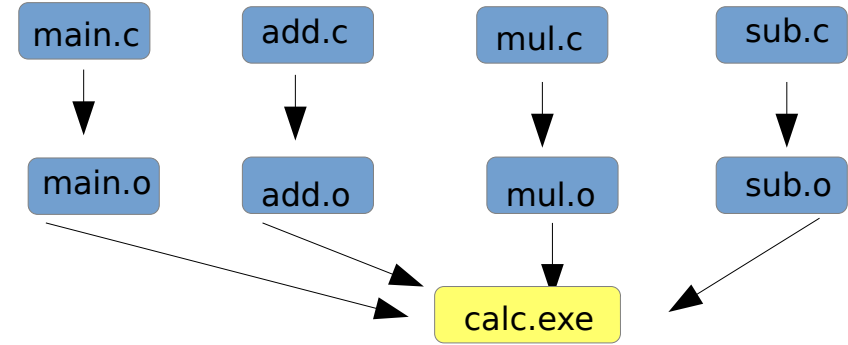 main.c
add.c
mul.c
sub.c
main.o
add.o
mul.o
sub.o
calc.exe